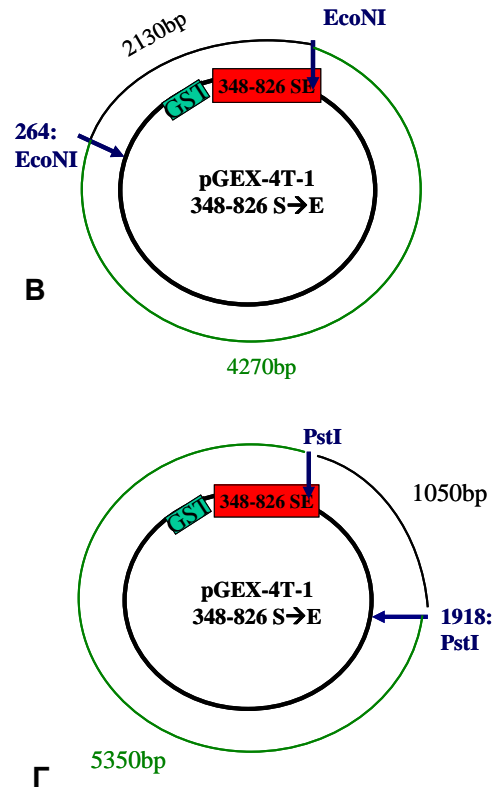 2130bp
EcoNI
GST
348-826 SE
264:
EcoNI
pGEX-4T-1
348-826 S→E
B
4270bp
PstI
1050bp
GST
348-826 SE
pGEX-4T-1
348-826 S→E
1918:
PstI
5350bp
Γ